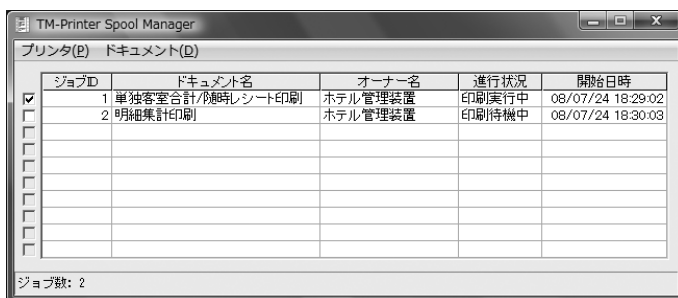 TM-Printer Spool Manager
プリンタ(P) ドキュメント(D)
ジョブID ドキュメント名 オーナー名 進行状況 開始日時
1 単独客室合計/随時レシート印刷 ホテル管理装置 印刷実行中 08/07/24 18:29:02
2 明細集計印刷 ホテル管理装置 印刷待機中 08/07/24 18:30:03
ジョブ数: 2